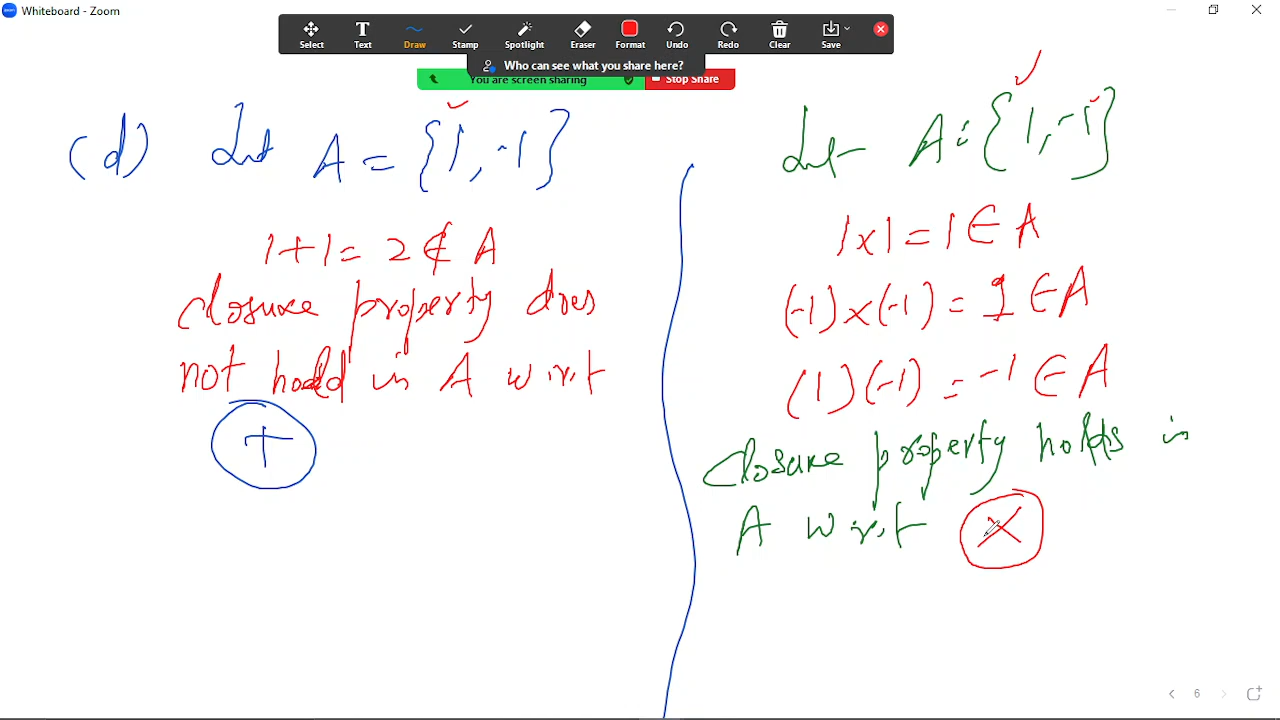 Whiteboard - Zoom
Select Text Draw Stamp Spotlight Eraser Format Undo Redo Clear Save
Who can see what you share here?
You are screen sharing Stop Share
(d) Let A = {1, -1}
1+1= 2 ∉ A
closure property does
not hold in A w.r.t
+
Let A = {1, -1}
1x1 = 1 ∈ A
(-1)x(-1) = 1 ∈ A
(1)(-1) = -1 ∈ A
Closure property holds in
A w.r.t x
6